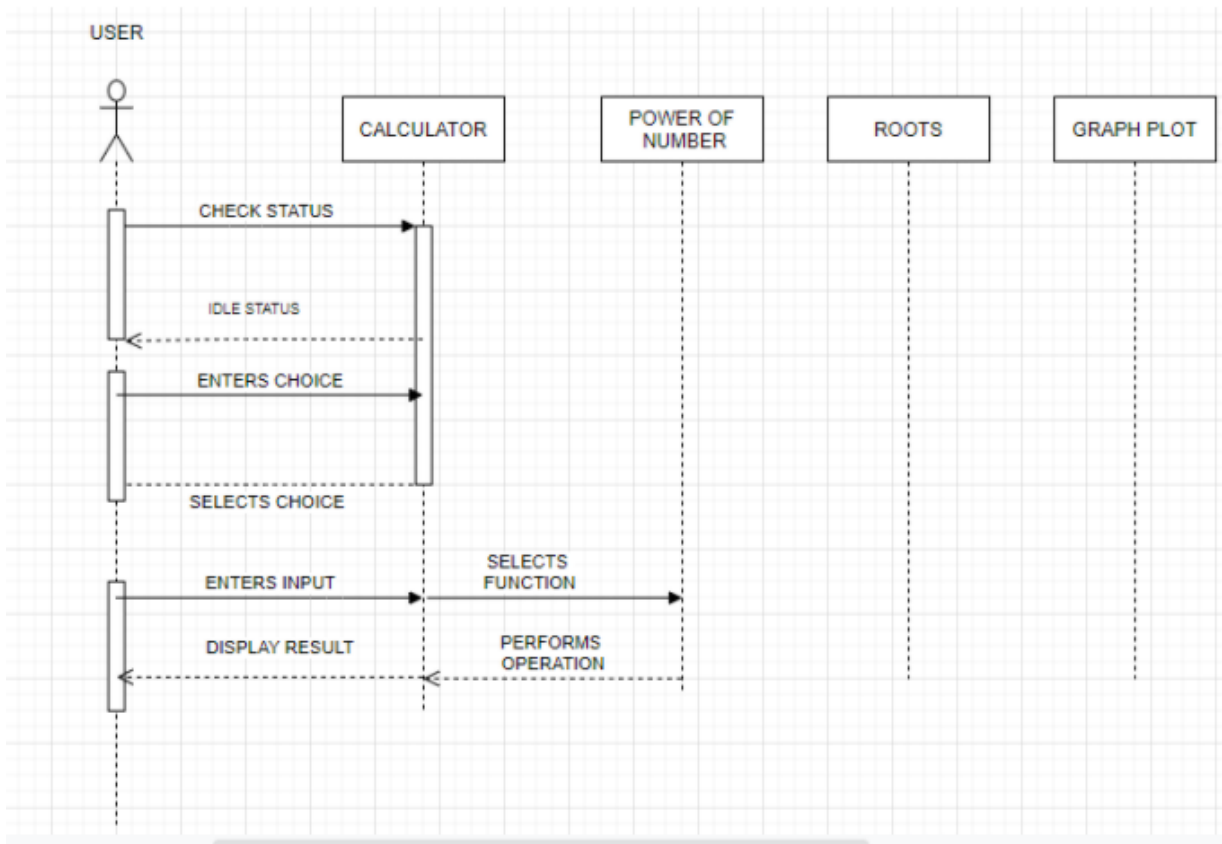 USER
CALCULATOR
POWER OF
NUMBER
ROOTS
GRAPH PLOT
CHECK STATUS
IDLE STATUS
ENTERS CHOICE
SELECTS CHOICE
ENTERS INPUT
SELECTS
FUNCTION
DISPLAY RESULT
PERFORMS
OPERATION